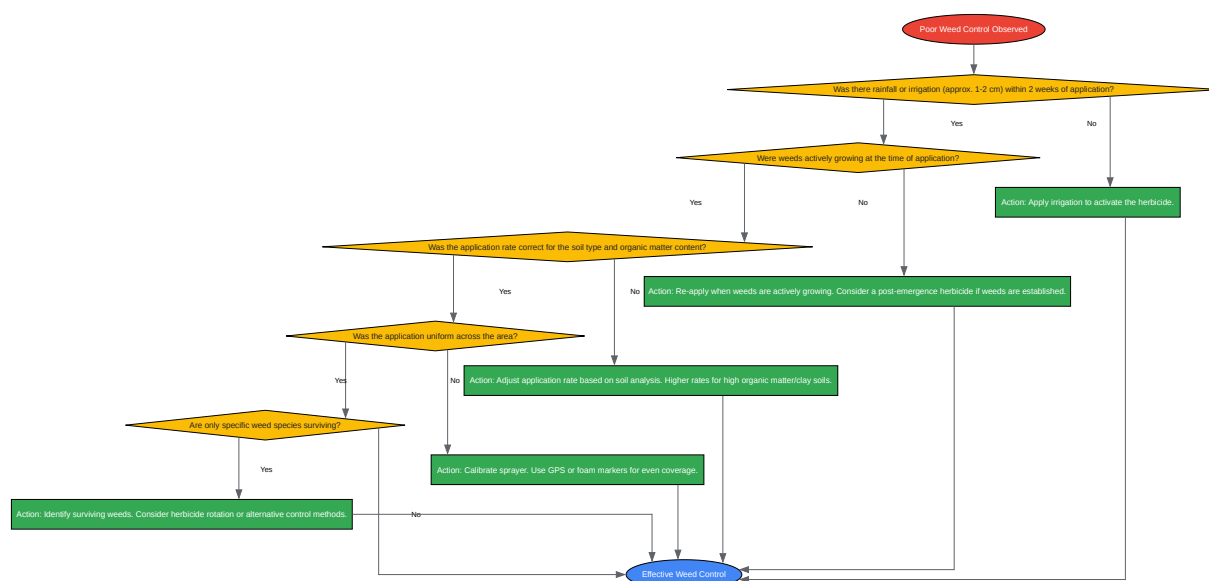 Poor Weed Control Observed
Was there rainfall or irrigation (approx. 1-2 cm) within 2 weeks of application?
Yes
No
Were weeds actively growing at the time of application?
Yes
No
Action: Apply irrigation to activate the herbicide.
Was the application rate correct for the soil type and organic matter content?
Yes
No
Action: Re-apply when weeds are actively growing. Consider a post-emergence herbicide if weeds are established.
Was the application uniform across the area?
Yes
No
Action: Adjust application rate based on soil analysis. Higher rates for high organic matter/clay soils.
Are only specific weed species surviving?
Yes
Action: Calibrate sprayer. Use GPS or foam markers for even coverage.
Action: Identify surviving weeds. Consider herbicide rotation or alternative control methods.
No
Effective Weed Control